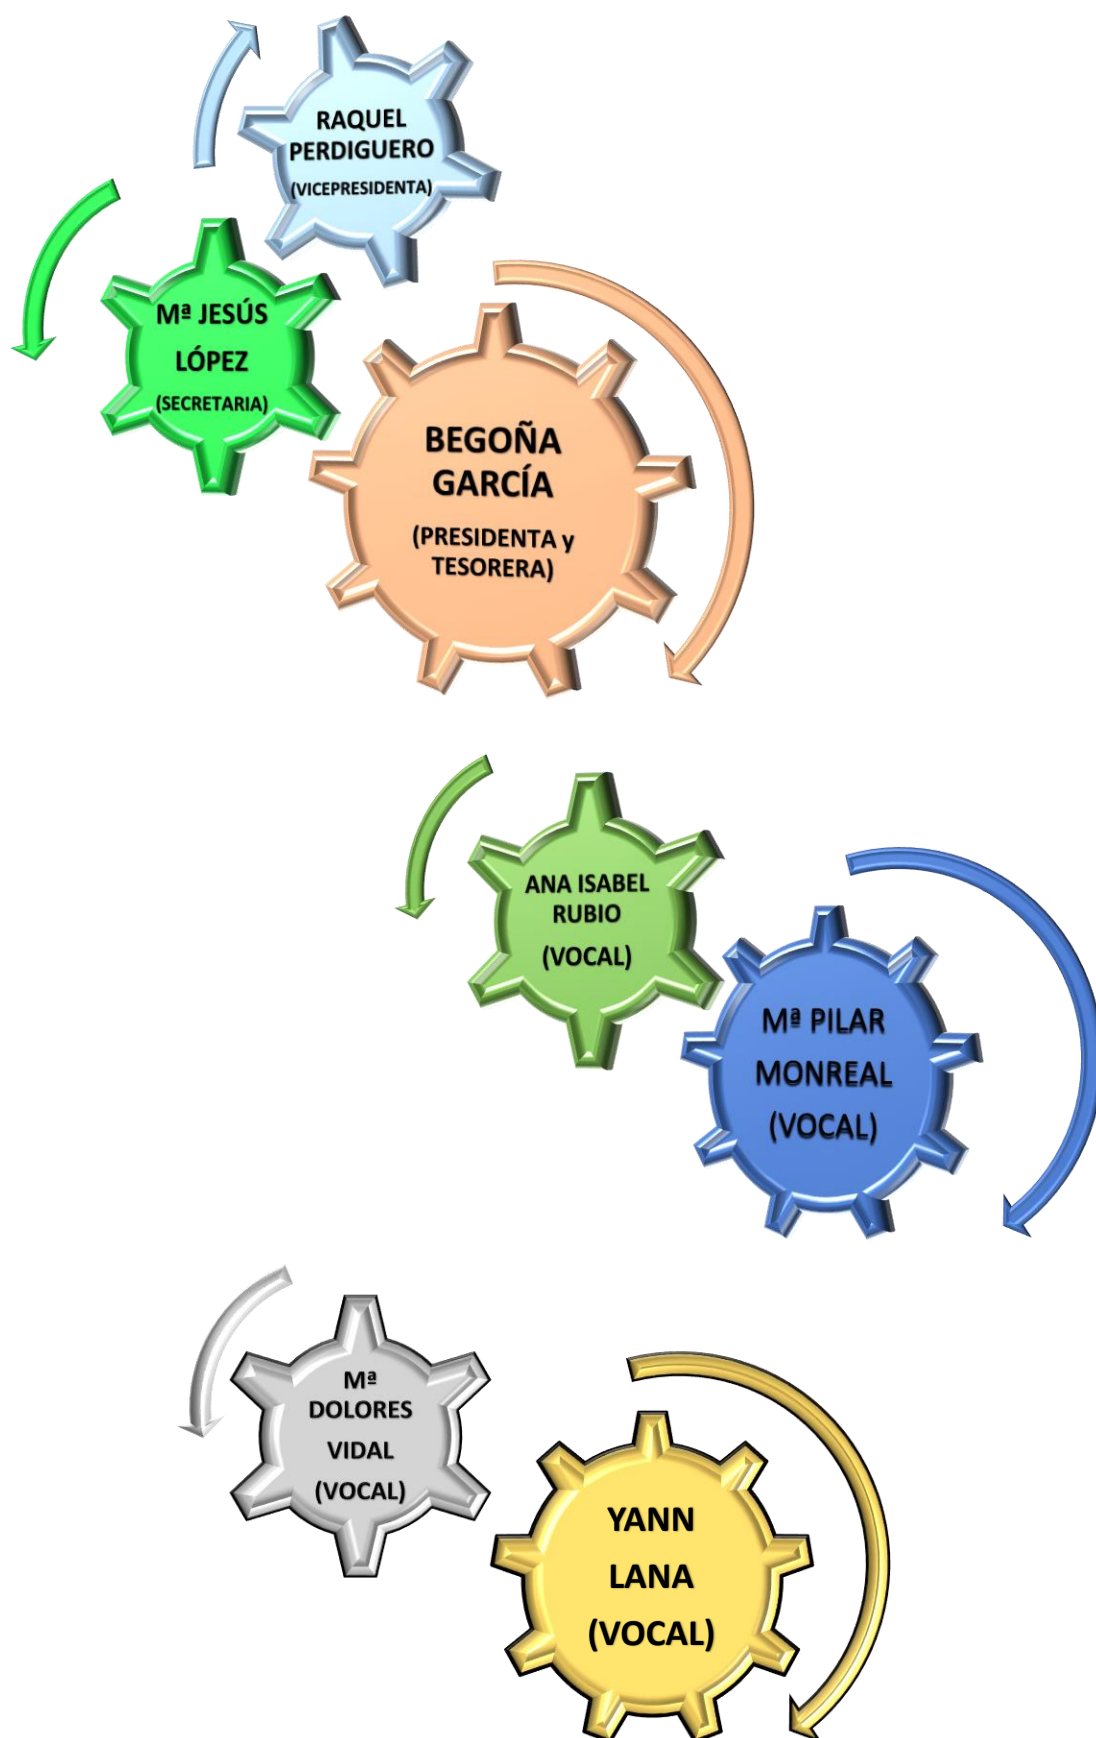 RAQUEL
PERDIGUERO
(VICEPRESIDENTA)
Mª JESÚS
LÓPEZ
(SECRETARIA)
BEGOÑA
GARCÍA
(PRESIDENTA y
TESORERA)
ANA ISABEL
RUBIO
(VOCAL)
Mª PILAR
MONREAL
(VOCAL)
Mª
DOLORES
VIDAL
(VOCAL)
YANN
LANA
(VOCAL)